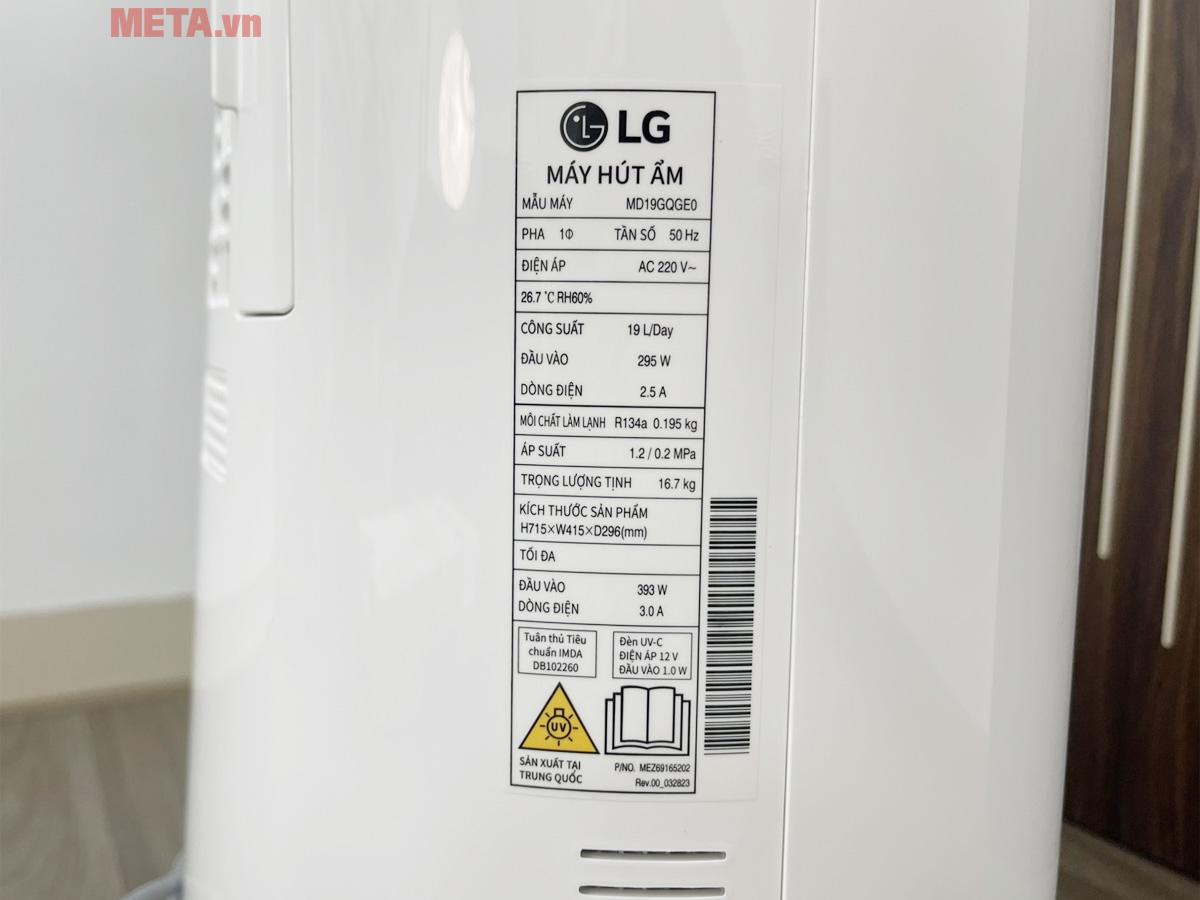 META.vn
LG
MÁY HÚT ẨM
MẪU MÁY MD19GQGE0
PHA 1Φ TẦN SỐ 50 Hz
ĐIỆN ÁP AC 220 V~
26.7 ℃ RH60%
CÔNG SUẤT 19 L/Day
ĐẦU VÀO 295 W
DÒNG ĐIỆN 2.5 A
MÔI CHẤT LÀM LẠNH R134a 0.195 kg
ÁP SUẤT 1.2 / 0.2 MPa
TRỌNG LƯỢNG TỊNH 16.7 kg
KÍCH THƯỚC SẢN PHẨM
H715×W415×D296(mm)
TỐI ĐA
ĐẦU VÀO 393 W
DÒNG ĐIỆN 3.0 A
Tuân thủ Tiêu
chuẩn IMDA
DB102260
Đèn UV-C
ĐIỆN ÁP 12 V
ĐẦU VÀO 1.0 W
UV
SẢN XUẤT TẠI
TRUNG QUỐC
P/NO. MEZ69165202
Rev.00_032823